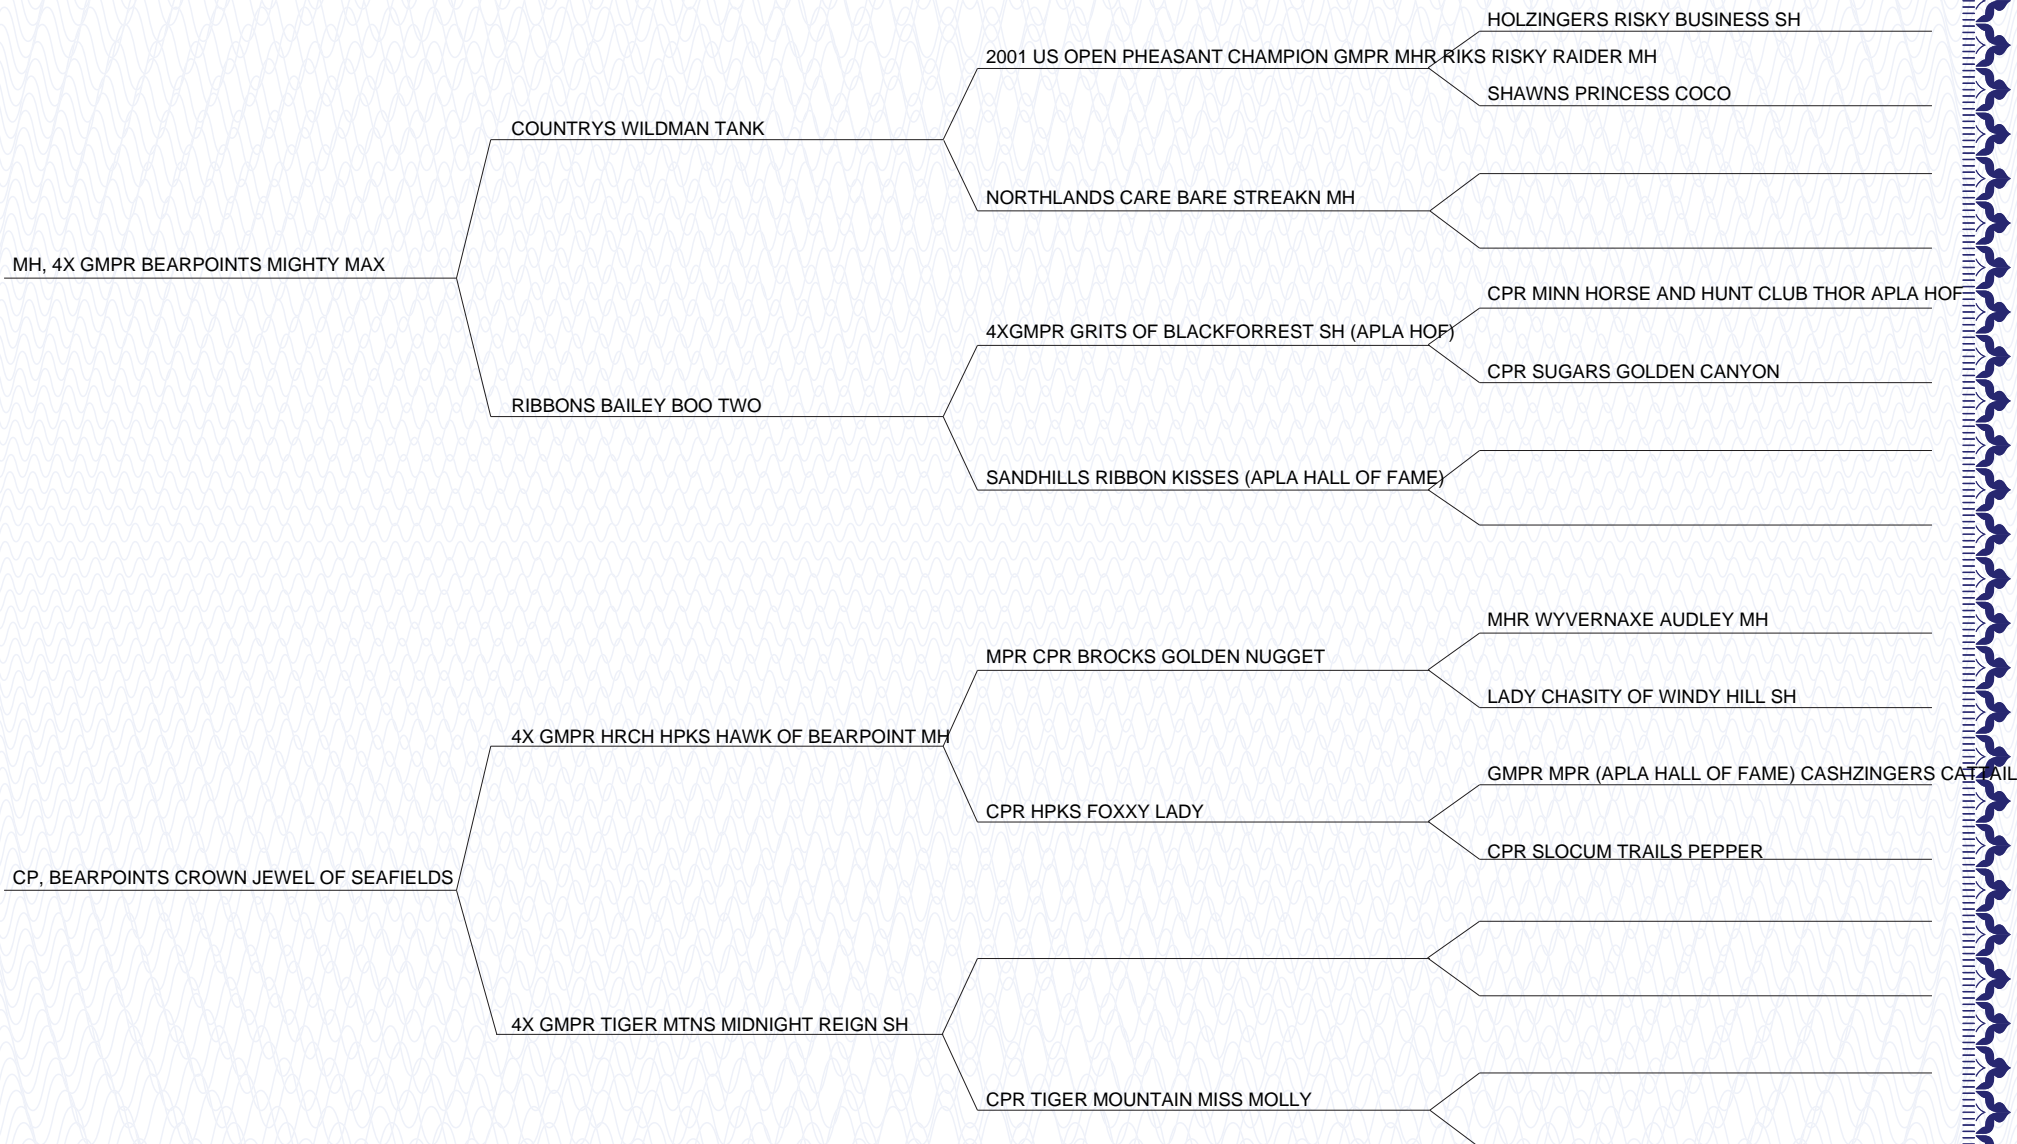 HOLZINGERS RISKY BUSINESS SH
2001 US OPEN PHEASANT CHAMPION GMPR MHR RIKS RISKY RAIDER MH
SHAWNS PRINCESS COCO
COUNTRYS WILDMAN TANK
NORTHLANDS CARE BARE STREAKN MH
MH, 4X GMPR BEARPOINTS MIGHTY MAX
CPR MINN HORSE AND HUNT CLUB THOR APLA HOF
4XGMPR GRITS OF BLACKFORREST SH (APLA HOF)
CPR SUGARS GOLDEN CANYON
RIBBONS BAILEY BOO TWO
SANDHILLS RIBBON KISSES (APLA HALL OF FAME)
MHR WYVERNAXE AUDLEY MH
MPR CPR BROCKS GOLDEN NUGGET
LADY CHASITY OF WINDY HILL SH
4X GMPR HRCH HPKS HAWK OF BEARPOINT MH
GMPR MPR (APLA HALL OF FAME) CASHZINGERS CATTAIL
CPR HPKS FOXXY LADY
CPR SLOCUM TRAILS PEPPER
CP, BEARPOINTS CROWN JEWEL OF SEAFIELDS
4X GMPR TIGER MTNS MIDNIGHT REIGN SH
CPR TIGER MOUNTAIN MISS MOLLY